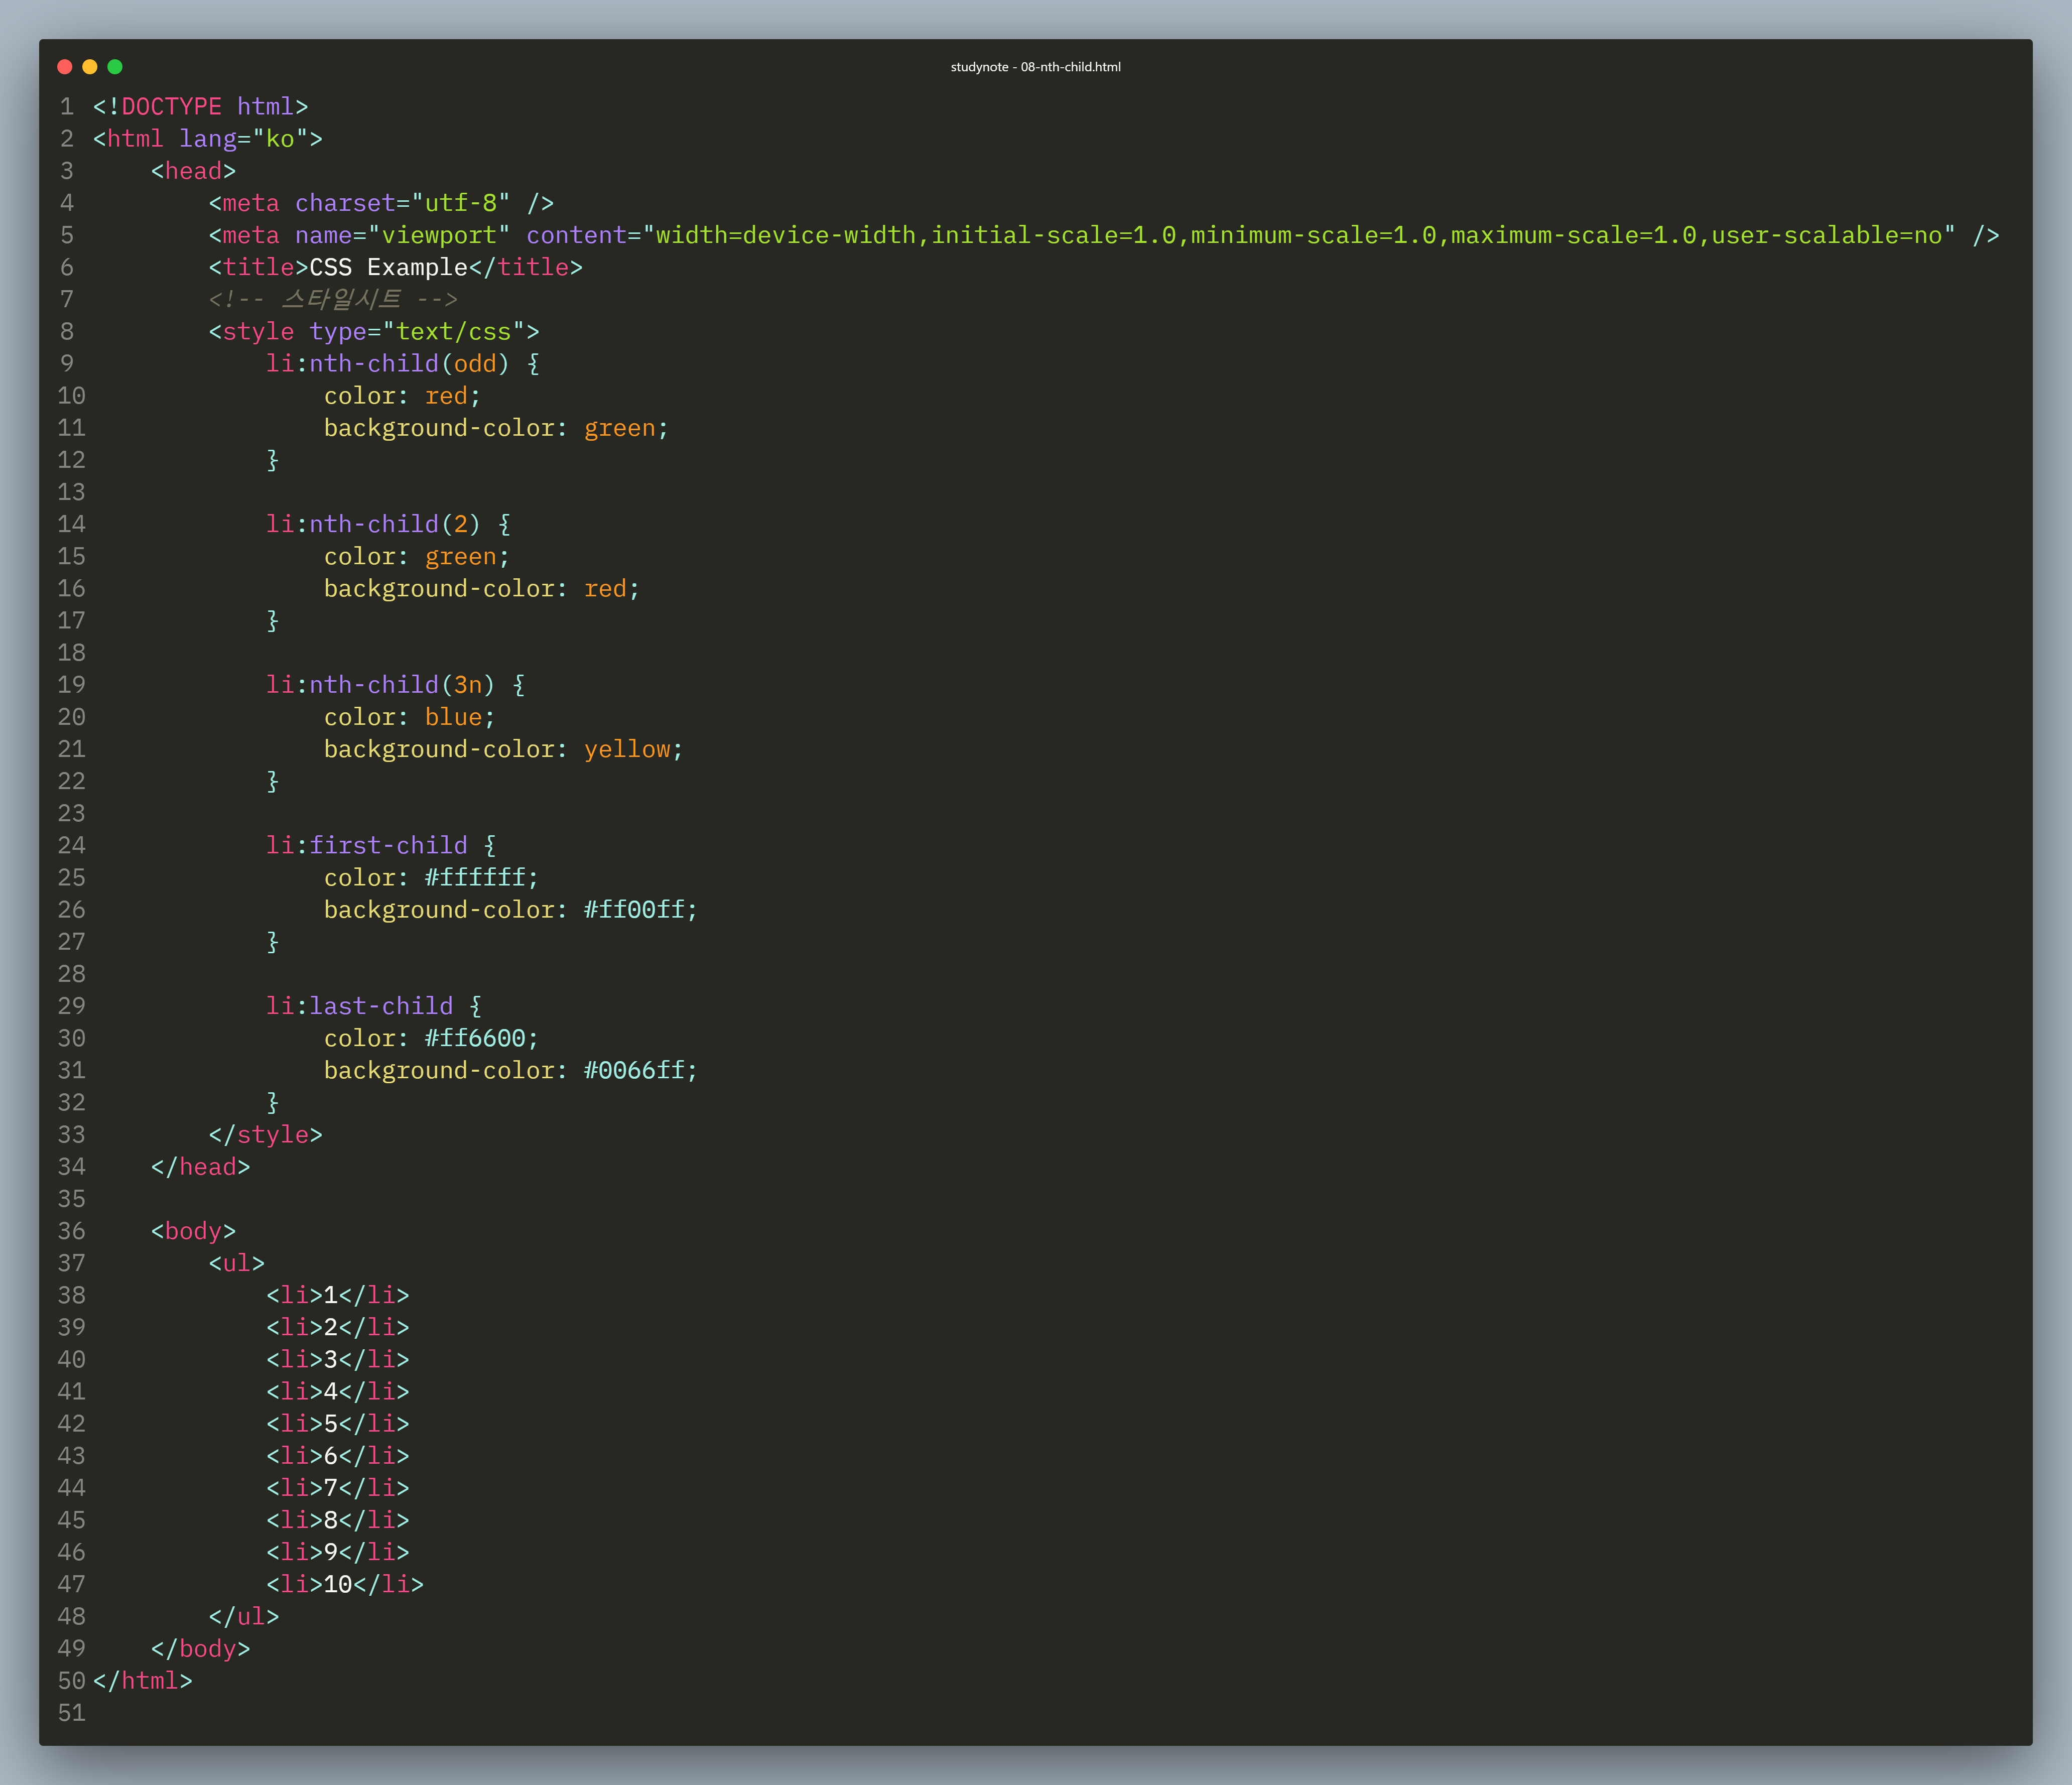 studynote - 08-nth-child.html
1 <!DOCTYPE html>
2 <html lang="ko">
3     <head>
4         <meta charset="utf-8" />
5         <meta name="viewport" content="width=device-width,initial-scale=1.0,minimum-scale=1.0,maximum-scale=1.0,user-scalable=no" />
6         <title>CSS Example</title>
7         <!-- 스타일시트 -->
8         <style type="text/css">
9             li:nth-child(odd) {
10                 color: red;
11                 background-color: green;
12             }
13
14             li:nth-child(2) {
15                 color: green;
16                 background-color: red;
17             }
18
19             li:nth-child(3n) {
20                 color: blue;
21                 background-color: yellow;
22             }
23
24             li:first-child {
25                 color: #ffffff;
26                 background-color: #ff00ff;
27             }
28
29             li:last-child {
30                 color: #ff6600;
31                 background-color: #0066ff;
32             }
33         </style>
34     </head>
35
36     <body>
37         <ul>
38             <li>1</li>
39             <li>2</li>
40             <li>3</li>
41             <li>4</li>
42             <li>5</li>
43             <li>6</li>
44             <li>7</li>
45             <li>8</li>
46             <li>9</li>
47             <li>10</li>
48         </ul>
49     </body>
50 </html>
51